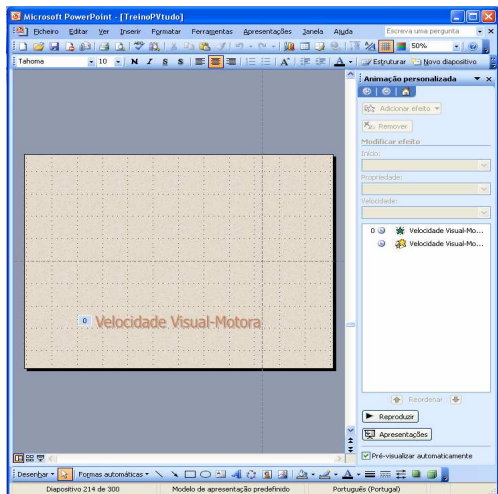 Microsoft PowerPoint - [TreinoPVtudo]
Ficheiro Editar Ver Inserir Formatar Ferramentas Apresentações Janela Ajuda Escreva uma pergunta
50%
Tahoma 10 N I S S Estruturar Novo diapositivo
Animação personalizada
Adicionar efeito
Remover
Modificar efeito
Início:
Propriedade:
Velocidade:
0 Velocidade Visual-Mo...
Velocidade Visual-Mo...
0 Velocidade Visual-Motora
Reordenar
Reproduzir
Apresentações
Pré-visualizar automaticamente
Desenhar Formas automáticas
Diapositivo 214 de 300 Modelo de apresentação predefinido Português (Portugal)